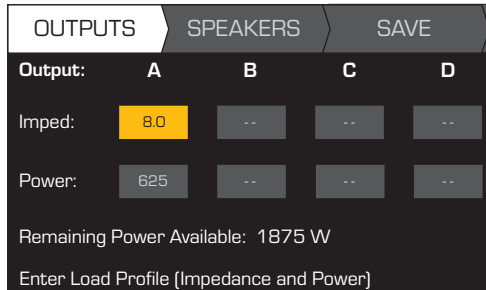 OUTPUTS SPEAKERS SAVE
Output: A B C D
Imped: 8.0 -- -- --
Power: 625 -- -- --
Remaining Power Available: 1875 W
Enter Load Profile (Impedance and Power)